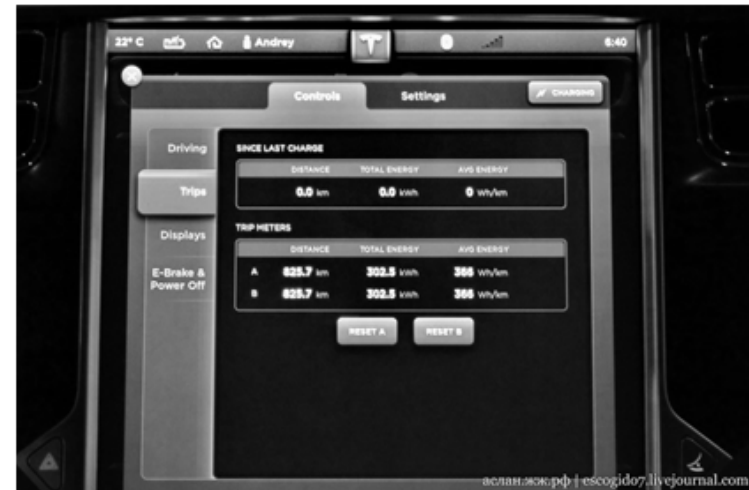 22° C Andrey 6:40
Controls Settings CHARGING
Driving
Trips
Displays
E-Brake &
Power Off
SINCE LAST CHARGE
DISTANCE TOTAL ENERGY AVG ENERGY
0.0 km 0.0 kWh 0 Wh/km
TRIP METERS
DISTANCE TOTAL ENERGY AVG ENERGY
A 825.7 km 302.5 kWh 366 Wh/km
B 825.7 km 302.5 kWh 366 Wh/km
RESET A RESET B
аслан.жж.рф | escogido7.livejournal.com